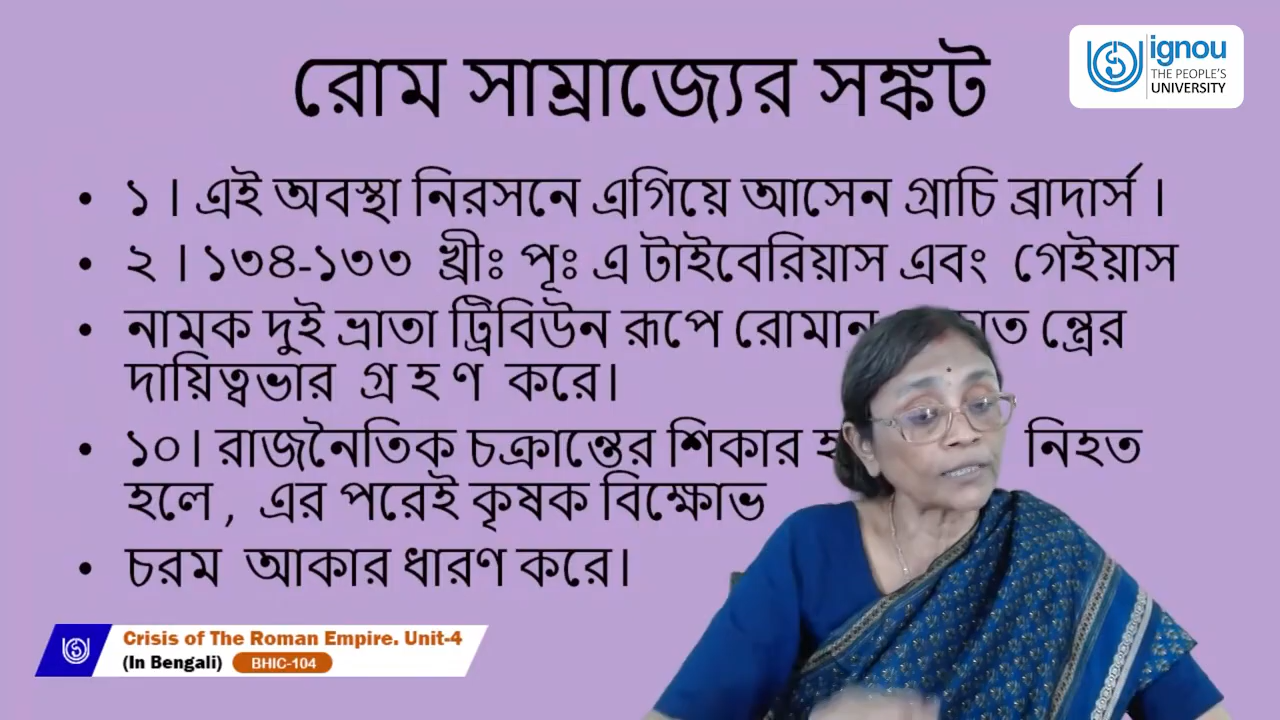 রোম সাম্রাজ্যের সঙ্কট
ignou
THE PEOPLE'S
UNIVERSITY
• ১ । এই অবস্থা নিরসনে এগিয়ে আসেন গ্রাচি ব্রাদার্স ।
• ২ । ১৩৪-১৩৩ খ্রীঃ পূঃ এ টাইবেরিয়াস এবং গেইয়াস
• নামক দুই ভ্রাতা ট্রিবিউন রূপে রোমান ন্ত্রের
দায়িত্বভার গ্র হ ণ করে।
• ১০। রাজনৈতিক চক্রান্তের শিকার নিহত
হলে , এর পরেই কৃষক বিক্ষোভ
• চরম আকার ধারণ করে।
Crisis of The Roman Empire. Unit-4
(In Bengali) BHIC-104